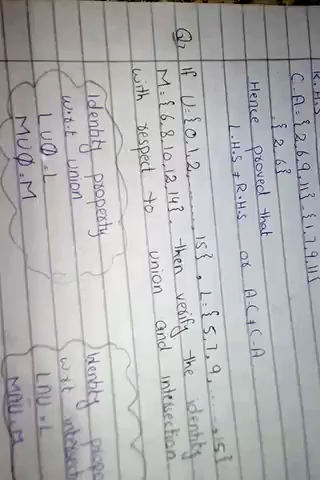 R.H.S
C-A = {2,6,9,11} - {1,7,9,11}
= {2,6}
Hence proved that or A-C ≠ C-A
L.H.S ≠ R.H.S
Q: If U={0,1,2,......,15}, L={5,7,9,...,15}
M={6,8,10,12,14}. then verify the identity
with respect to union and intersection.
Identity property
w.r.t union
L∪Ø=L
M∪Ø=M
Identity prope
w.r.t intersect
L∩U=L
M∩U=M